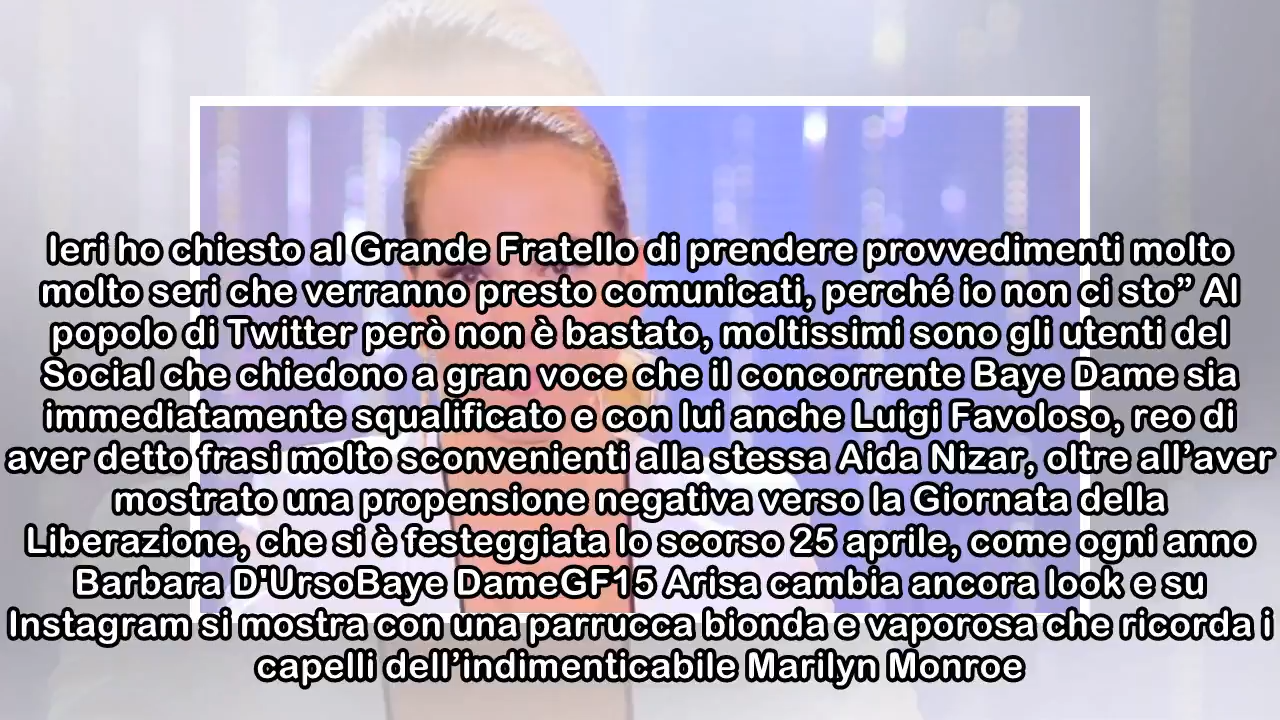 Ieri ho chiesto al Grande Fratello di prendere provvedimenti molto
molto seri che verranno presto comunicati, perché io non ci sto” Al
popolo di Twitter però non è bastato, moltissimi sono gli utenti del
Social che chiedono a gran voce che il concorrente Baye Dame sia
immediatamente squalificato e con lui anche Luigi Favoloso, reo di
aver detto frasi molto sconvenienti alla stessa Aida Nizar, oltre all’aver
mostrato una propensione negativa verso la Giornata della
Liberazione, che si è festeggiata lo scorso 25 aprile, come ogni anno
Barbara D'UrsoBaye DameGF15 Arisa cambia ancora look e su
Instagram si mostra con una parrucca bionda e vaporosa che ricorda i
capelli dell’indimenticabile Marilyn Monroe